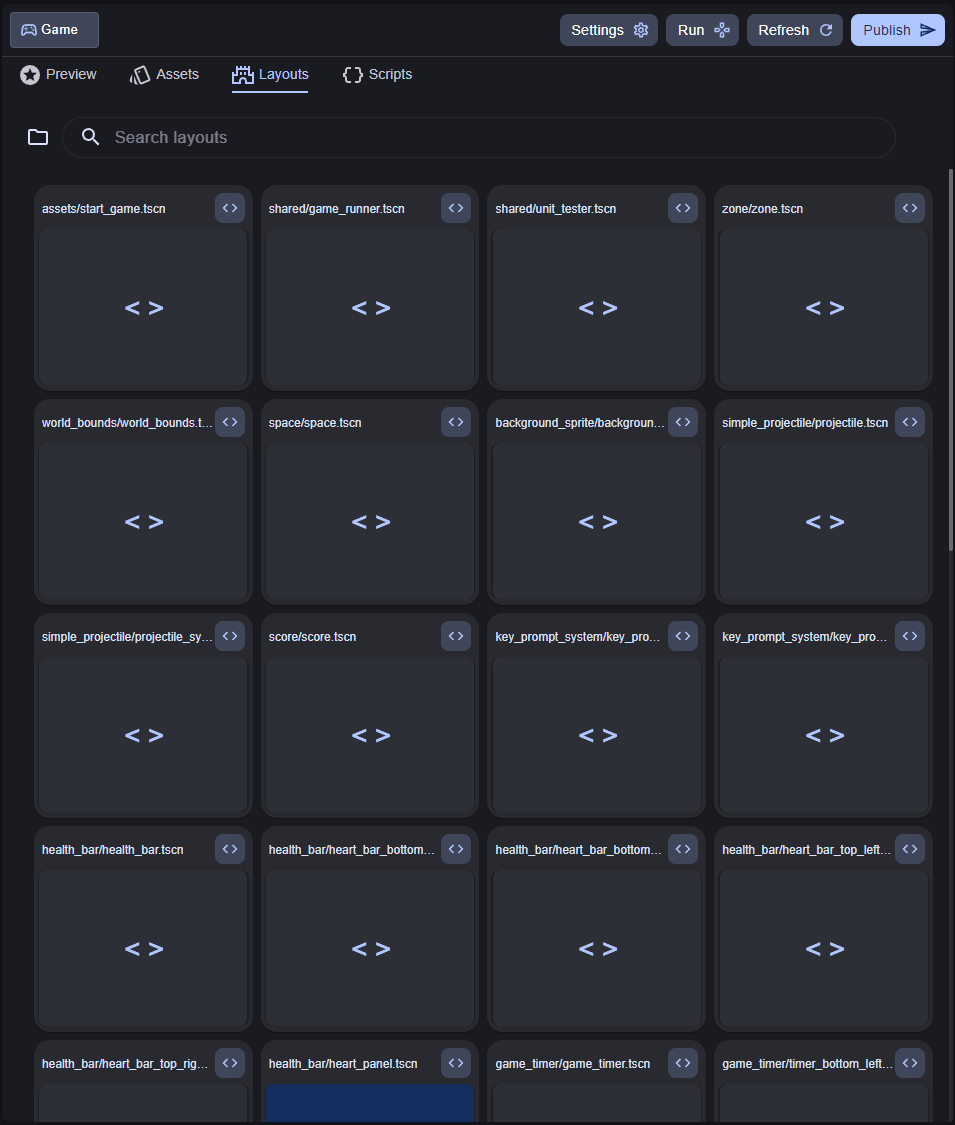 Game
Settings
Run
Refresh
Publish
Preview
Assets
Layouts
Scripts
Search layouts
assets/start_game.tscn
shared/game_runner.tscn
shared/unit_tester.tscn
zone/zone.tscn
world_bounds/world_bounds.t...
space/space.tscn
background_sprite/backgroun...
simple_projectile/projectile.tscn
simple_projectile/projectile_sy...
score/score.tscn
key_prompt_system/key_pro...
key_prompt_system/key_pro...
health_bar/health_bar.tscn
health_bar/heart_bar_bottom...
health_bar/heart_bar_bottom...
health_bar/heart_bar_top_left...
health_bar/heart_bar_top_rig...
health_bar/heart_panel.tscn
game_timer/game_timer.tscn
game_timer/timer_bottom_left...